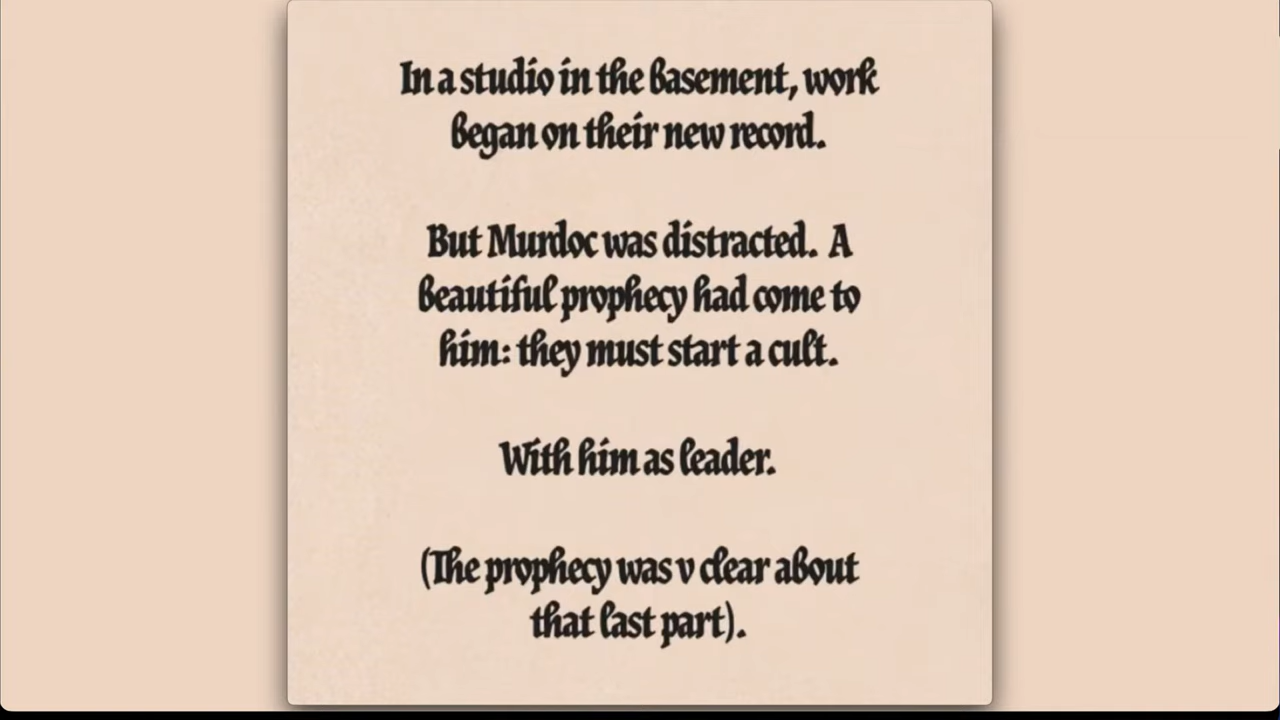 In a studio in the basement, work
began on their new record.
But Murdoc was distracted. A
beautiful prophecy had come to
him: they must start a cult.
With him as leader.
(The prophecy was v clear about
that last part).